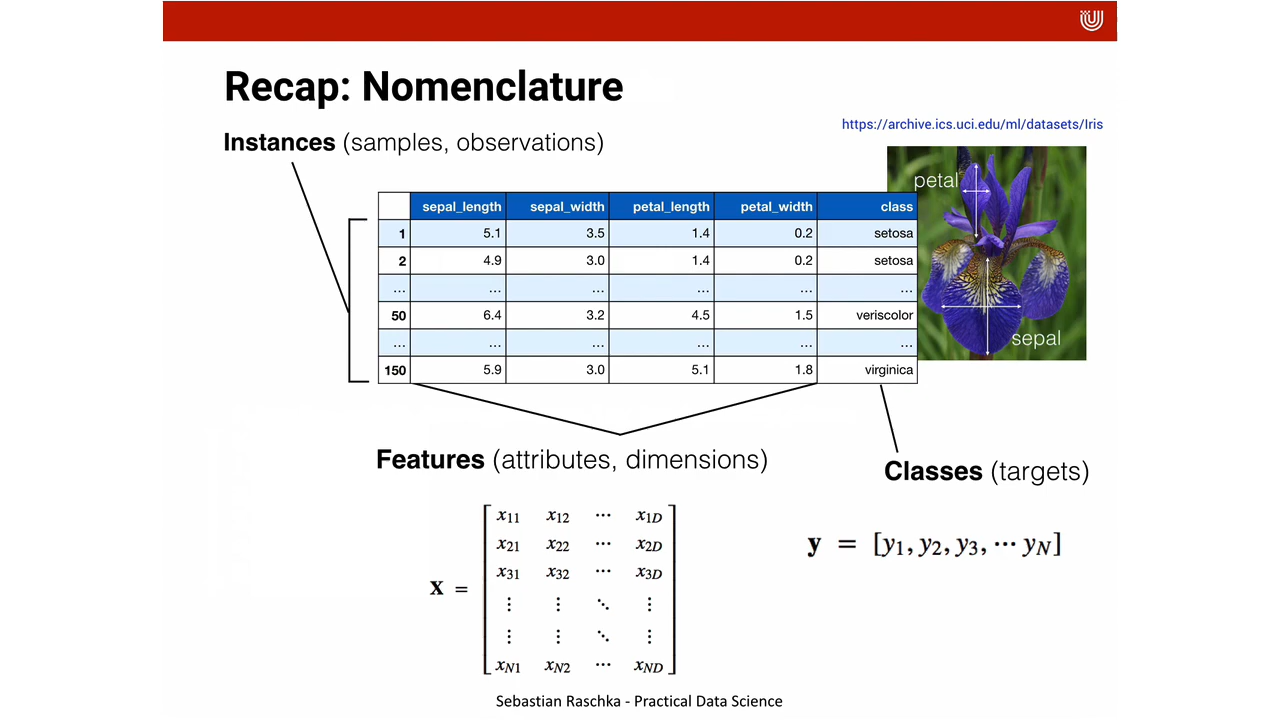 Recap: Nomenclature
https://archive.ics.uci.edu/ml/datasets/Iris
Instances (samples, observations)
petal
sepal_length sepal_width petal_length petal_width class
1 5.1 3.5 1.4 0.2 setosa
2 4.9 3.0 1.4 0.2 setosa
… … … … … …
50 6.4 3.2 4.5 1.5 veriscolor
… … … … … …
sepal
150 5.9 3.0 5.1 1.8 virginica
Features (attributes, dimensions)
Classes (targets)
x11 x12 ⋯ x1D
x21 x22 ⋯ x2D
x31 x32 ⋯ x3D
X =
⋮ ⋮ ⋱ ⋮
⋮ ⋮ ⋱ ⋮
xN1 xN2 ⋯ xND
y = [y1, y2, y3, ⋯ yN]
Sebastian Raschka - Practical Data Science